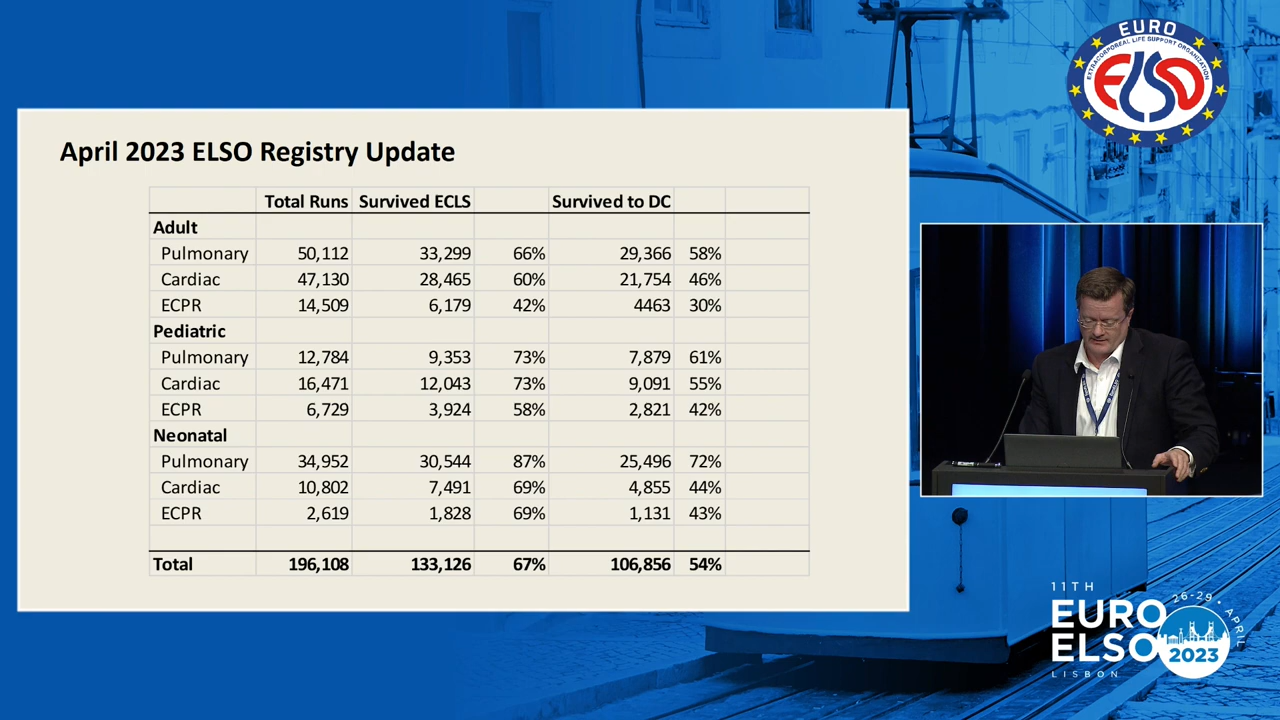 April 2023 ELSO Registry Update
Total Runs Survived ECLS Survived to DC
Adult
Pulmonary 50,112 33,299 66% 29,366 58%
Cardiac 47,130 28,465 60% 21,754 46%
ECPR 14,509 6,179 42% 4463 30%
Pediatric
Pulmonary 12,784 9,353 73% 7,879 61%
Cardiac 16,471 12,043 73% 9,091 55%
ECPR 6,729 3,924 58% 2,821 42%
Neonatal
Pulmonary 34,952 30,544 87% 25,496 72%
Cardiac 10,802 7,491 69% 4,855 44%
ECPR 2,619 1,828 69% 1,131 43%
Total 196,108 133,126 67% 106,856 54%
EURO
EXTRACORPOREAL LIFE SUPPORT ORGANIZATION
ELSO
11TH
EURO
ELSO
LISBON
26-29 • APRIL
2023